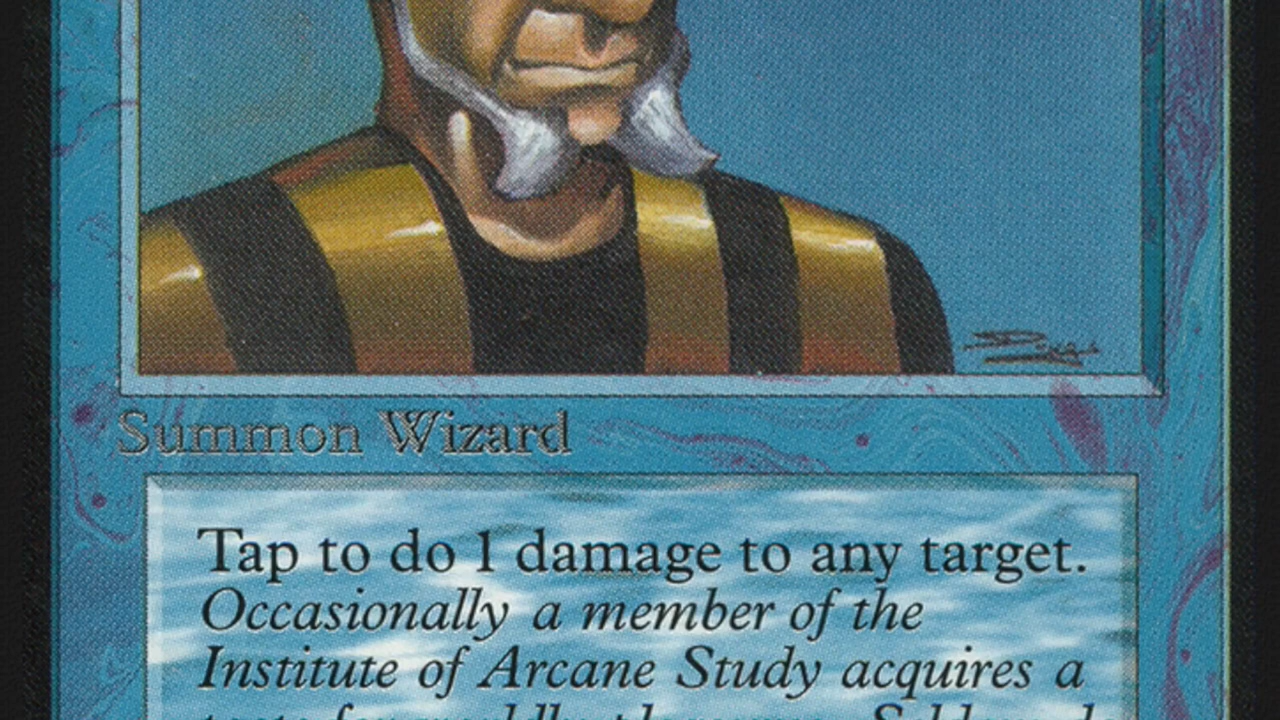 Summon Wizard
Tap to do 1 damage to any target.
Occasionally a member of the
Institute of Arcane Study acquires a